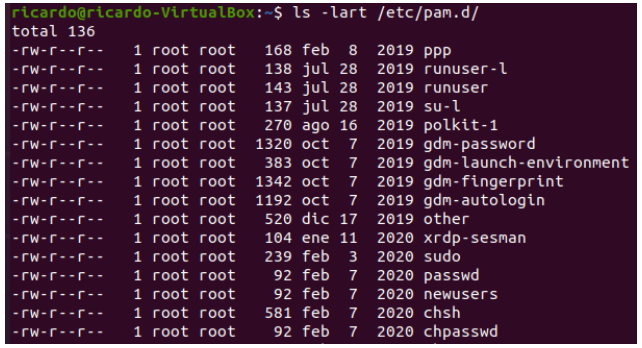 ricardo@ricardo-VirtualBox:~$ ls -lart /etc/pam.d/
total 136
-rw-r--r-- 1 root root 168 feb 8 2019 ppp
-rw-r--r-- 1 root root 138 jul 28 2019 runuser-l
-rw-r--r-- 1 root root 143 jul 28 2019 runuser
-rw-r--r-- 1 root root 137 jul 28 2019 su-l
-rw-r--r-- 1 root root 270 ago 16 2019 polkit-1
-rw-r--r-- 1 root root 1320 oct 7 2019 gdm-password
-rw-r--r-- 1 root root 383 oct 7 2019 gdm-launch-environment
-rw-r--r-- 1 root root 1342 oct 7 2019 gdm-fingerprint
-rw-r--r-- 1 root root 1192 oct 7 2019 gdm-autologin
-rw-r--r-- 1 root root 520 dic 17 2019 other
-rw-r--r-- 1 root root 104 ene 11 2020 xrdp-sesman
-rw-r--r-- 1 root root 239 feb 3 2020 sudo
-rw-r--r-- 1 root root 92 feb 7 2020 passwd
-rw-r--r-- 1 root root 92 feb 7 2020 newusers
-rw-r--r-- 1 root root 581 feb 7 2020 chsh
-rw-r--r-- 1 root root 92 feb 7 2020 chpasswd